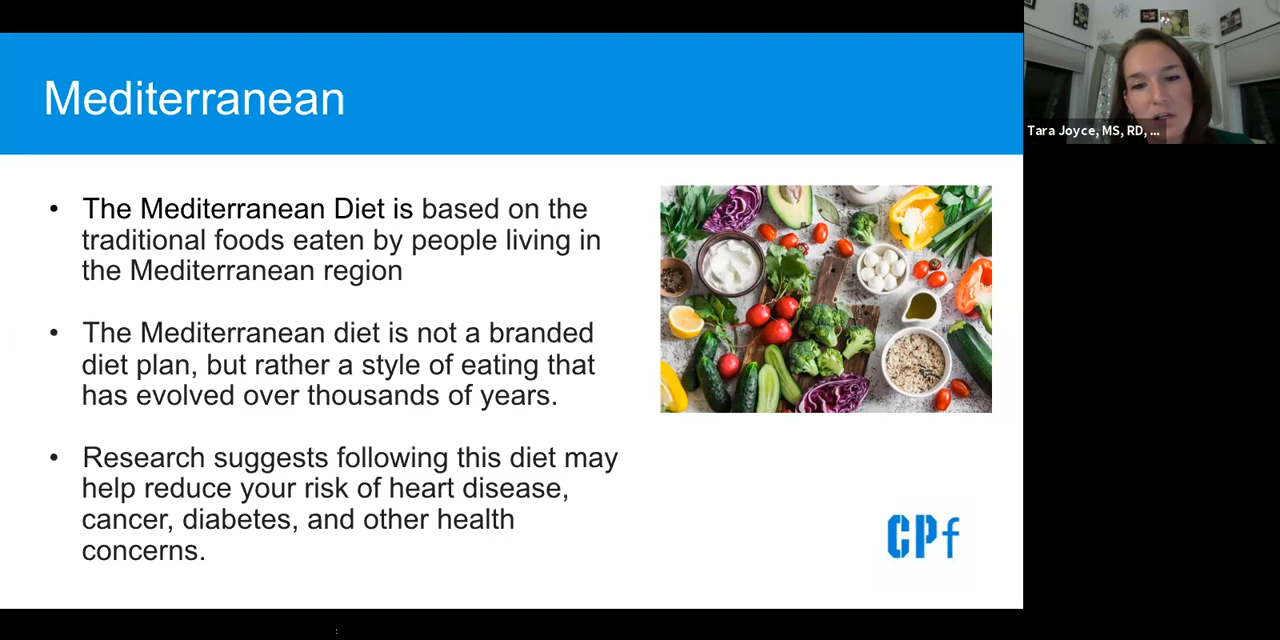 Mediterranean
Tara Joyce, MS, RD, ...
• The Mediterranean Diet is based on the
traditional foods eaten by people living in
the Mediterranean region
• The Mediterranean diet is not a branded
diet plan, but rather a style of eating that
has evolved over thousands of years.
• Research suggests following this diet may
help reduce your risk of heart disease,
cancer, diabetes, and other health
concerns.
CPf